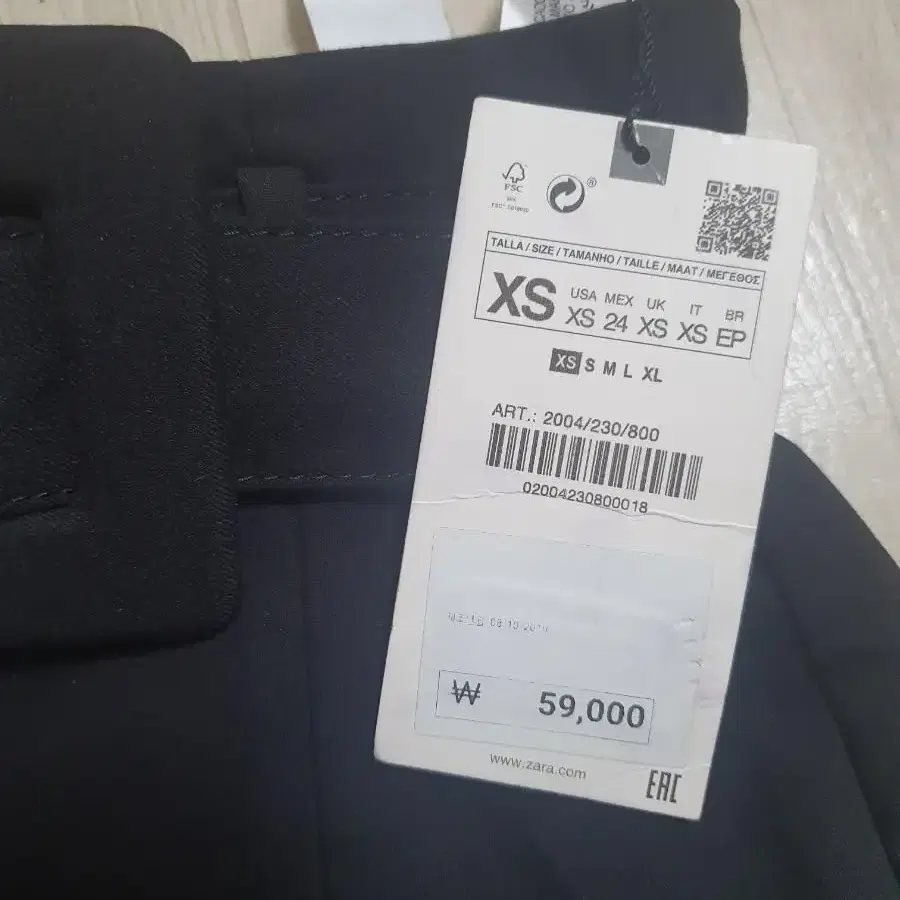 FSC
®
TALLA / SIZE / TAMANHO / TAILLE / MAAT / ΜΕΓΕΘΟΣ
XS
USA MEX UK IT BR
XS 24 XS XS EP
XS S M L XL
ART.: 2004/230/800
02004230800018
₩ 59,000
www.zara.com
EAC